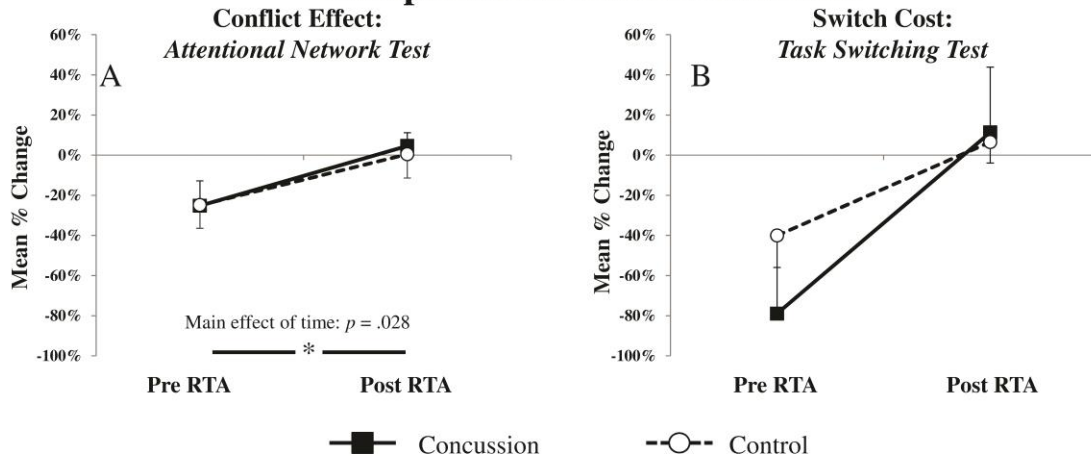 Conflict Effect:
Attentional Network Test
A
60%
40%
20%
0%
-20%
-40%
-60%
-80%
-100%
Mean % Change
Main effect of time: p = .028
*
Pre RTA
Post RTA
Switch Cost:
Task Switching Test
B
60%
40%
20%
0%
-20%
-40%
-60%
-80%
-100%
Mean % Change
Pre RTA
Post RTA
Concussion
Control